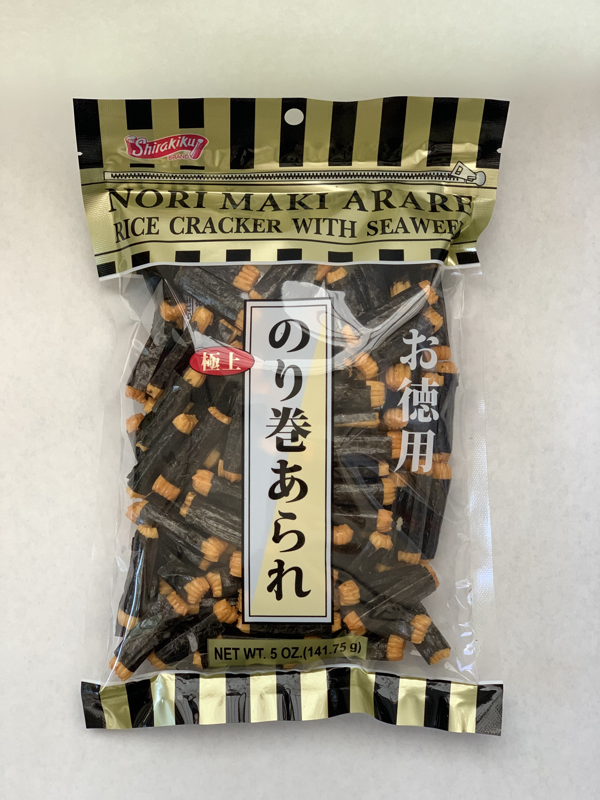 Shirakiku
NORI MAKI ARARE
RICE CRACKER WITH SEAWEED
極上
のり巻あられ
お徳用
NET WT. 5 OZ.(141.75 g)